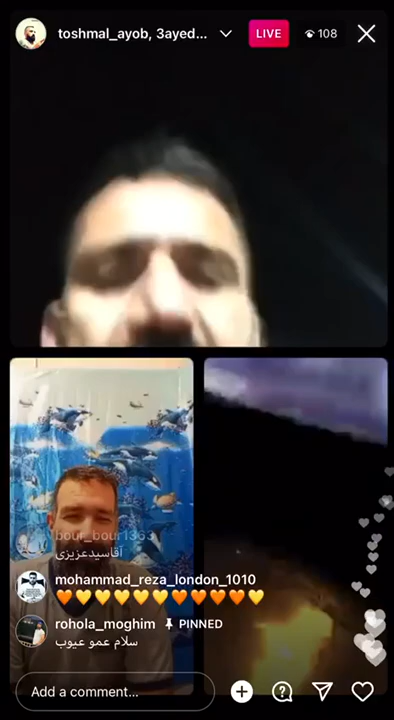 toshmal_ayob, 3ayed...
LIVE
108
bour_bour1363
آقاسیدعزیزی
mohammad_reza_london_1010
rohola_moghim PINNED
سلام عمو عیوب
Add a comment...